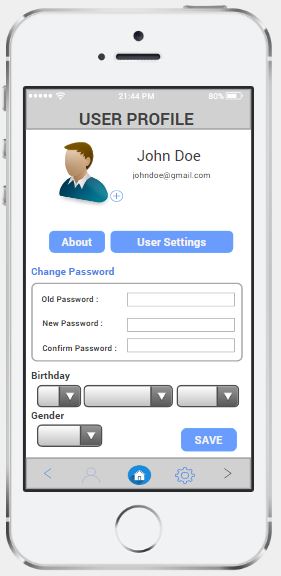 21:44 PM 80%
USER PROFILE
John Doe
johndoe@gmail.com
About User Settings
Change Password
Old Password :
New Password :
Confirm Password :
Birthday
Gender
SAVE